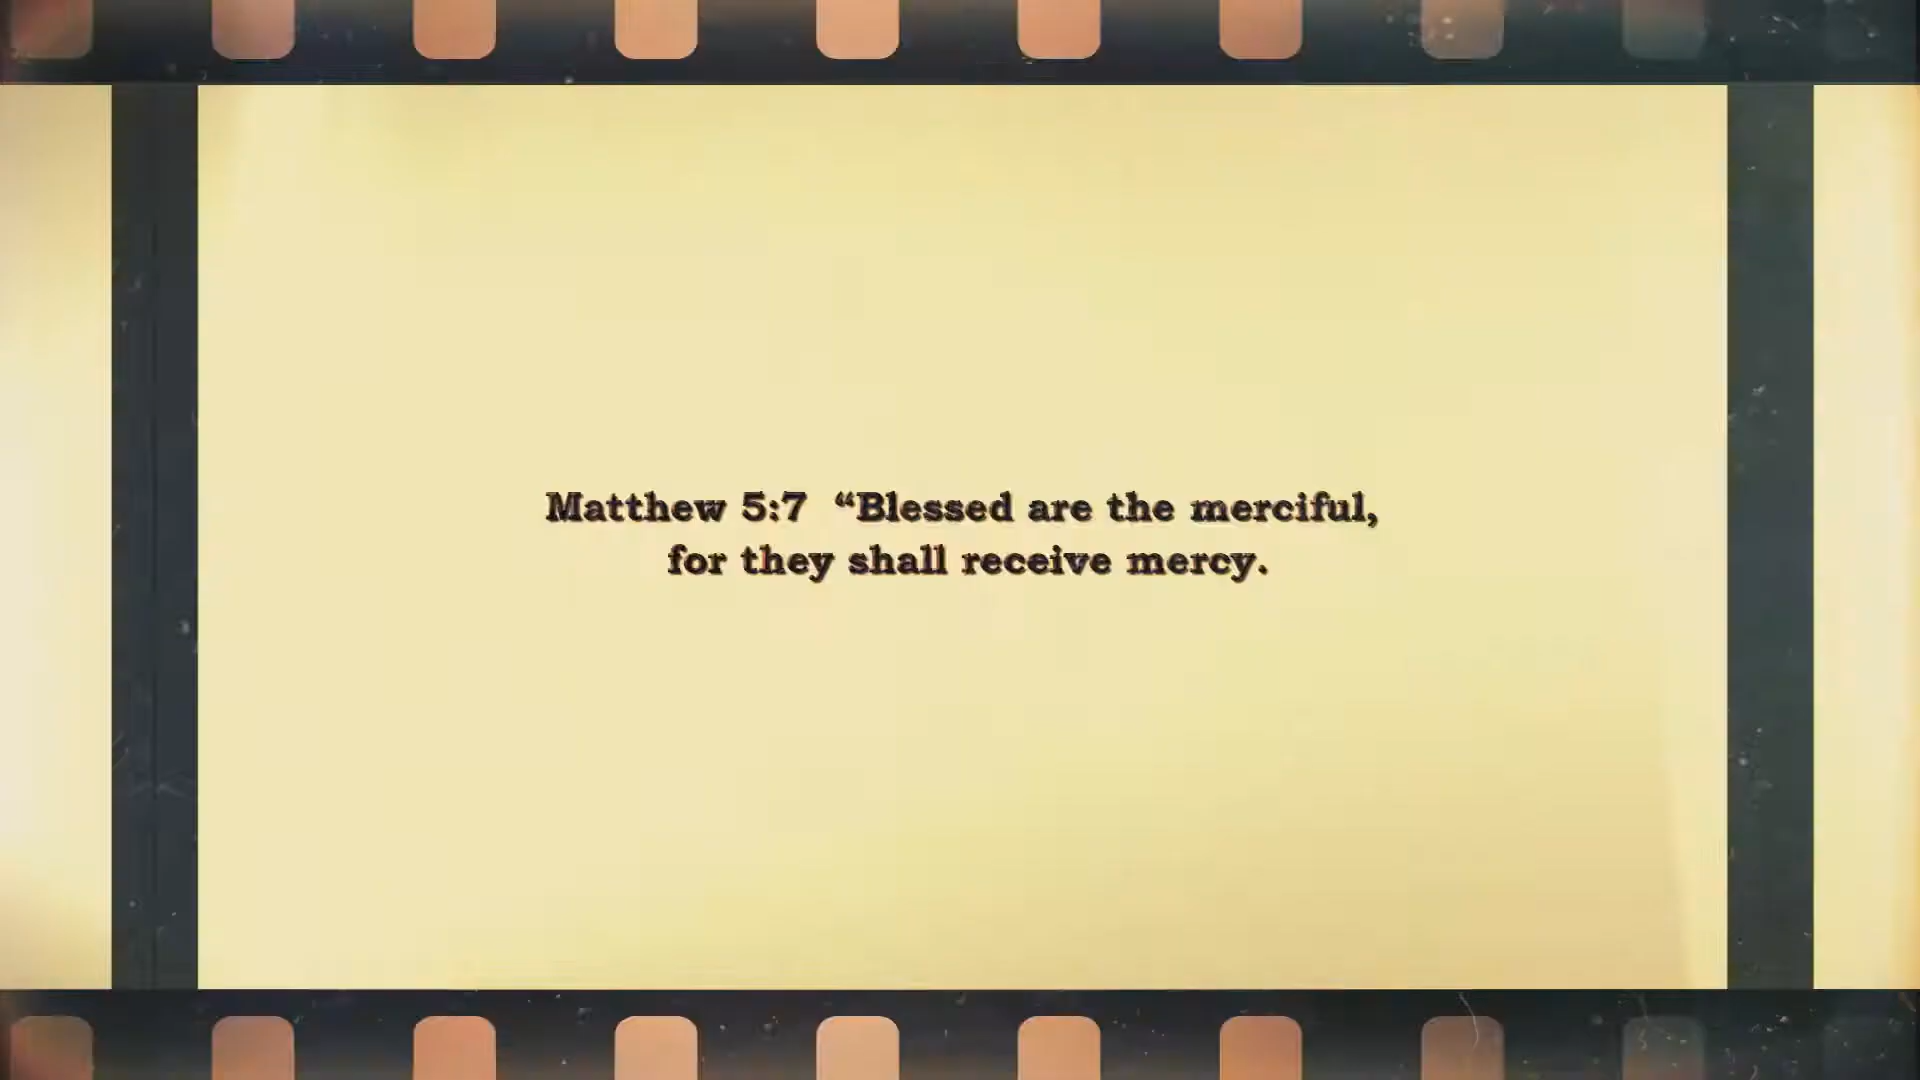 Matthew 5:7  “Blessed are the merciful,
for they shall receive mercy.